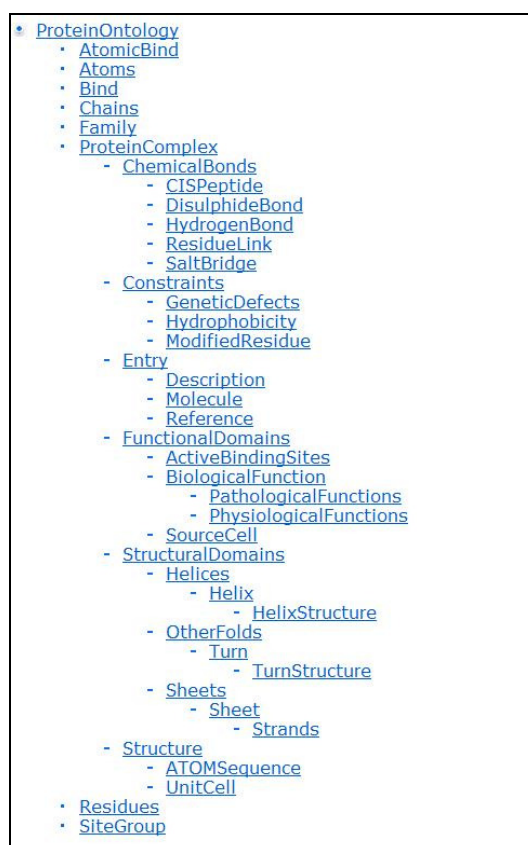 ProteinOntology
AtomicBind
Atoms
Bind
Chains
Family
ProteinComplex
ChemicalBonds
CISPeptide
DisulphideBond
HydrogenBond
ResidueLink
SaltBridge
Constraints
GeneticDefects
Hydrophobicity
ModifiedResidue
Entry
Description
Molecule
Reference
FunctionalDomains
ActiveBindingSites
BiologicalFunction
PathologicalFunctions
PhysiologicalFunctions
SourceCell
StructuralDomains
Helices
Helix
HelixStructure
OtherFolds
Turn
TurnStructure
Sheets
Sheet
Strands
Structure
ATOMSequence
UnitCell
Residues
SiteGroup